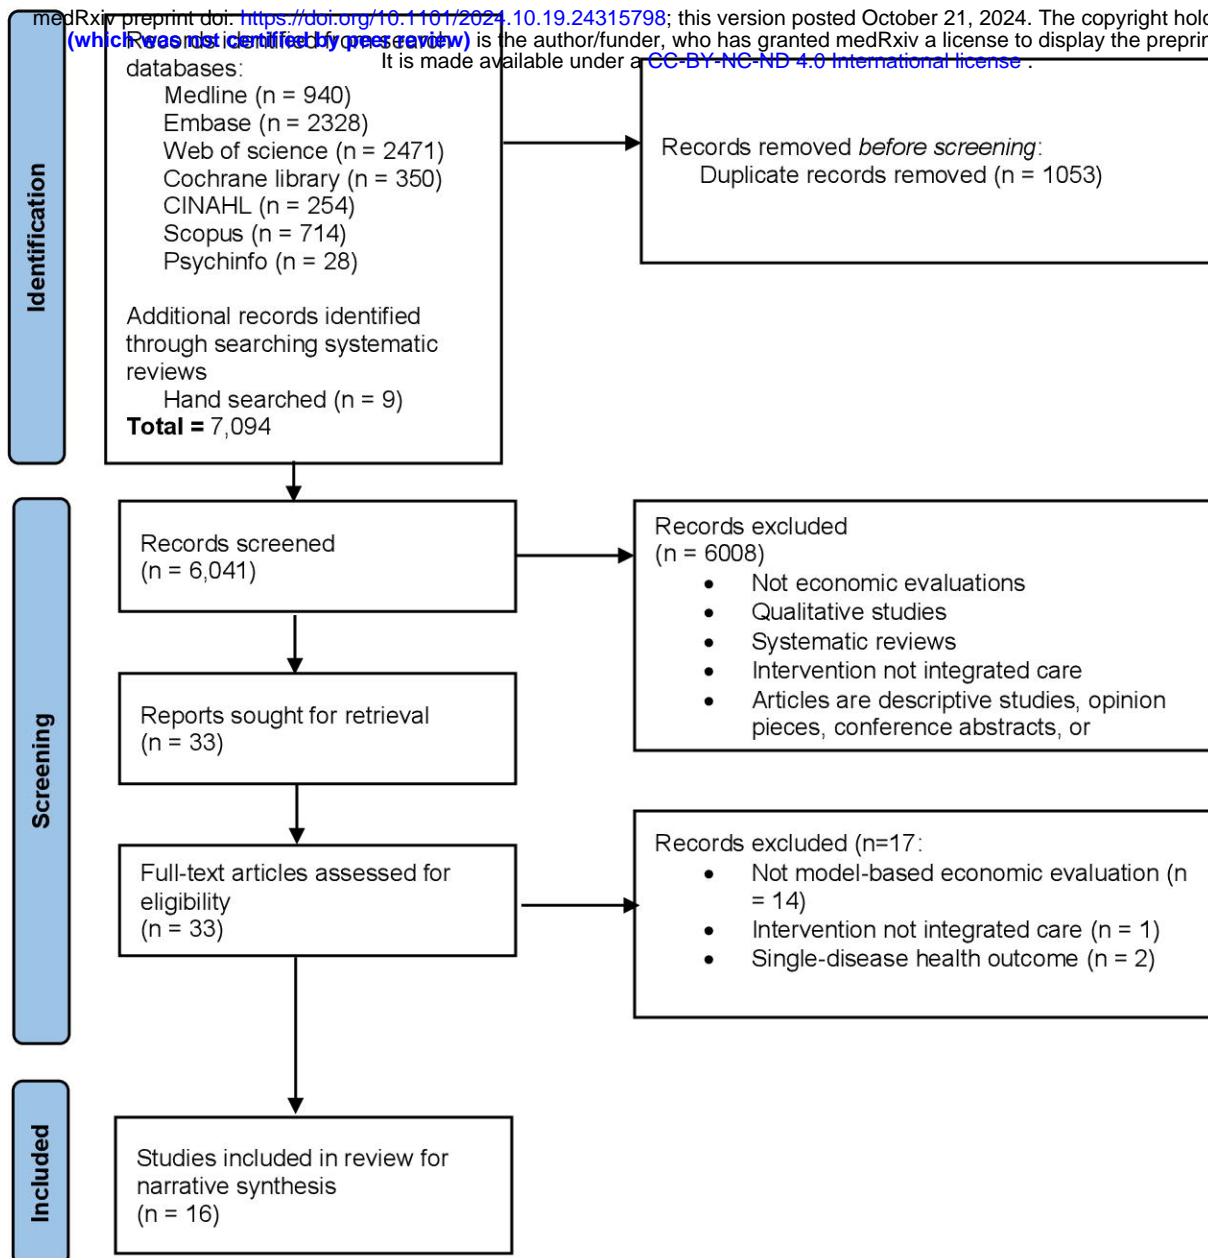 medRxiv preprint doi: https://doi.org/10.1101/2024.10.19.24315798; this version posted October 21, 2024. The copyright hold
(which was not certified by peer review) is the author/funder, who has granted medRxiv a license to display the preprin
It is made available under a CC-BY-NC-ND 4.0 International license .
Identification
Records identified from search
databases:
Medline (n = 940)
Embase (n = 2328)
Web of science (n = 2471)
Cochrane library (n = 350)
CINAHL (n = 254)
Scopus (n = 714)
Psychinfo (n = 28)
Additional records identified
through searching systematic
reviews
Hand searched (n = 9)
Total = 7,094
Records removed before screening:
Duplicate records removed (n = 1053)
Screening
Records screened
(n = 6,041)
Records excluded
(n = 6008)
• Not economic evaluations
• Qualitative studies
• Systematic reviews
• Intervention not integrated care
• Articles are descriptive studies, opinion
pieces, conference abstracts, or
Reports sought for retrieval
(n = 33)
Full-text articles assessed for
eligibility
(n = 33)
Records excluded (n=17:
• Not model-based economic evaluation (n
= 14)
• Intervention not integrated care (n = 1)
• Single-disease health outcome (n = 2)
Included
Studies included in review for
narrative synthesis
(n = 16)